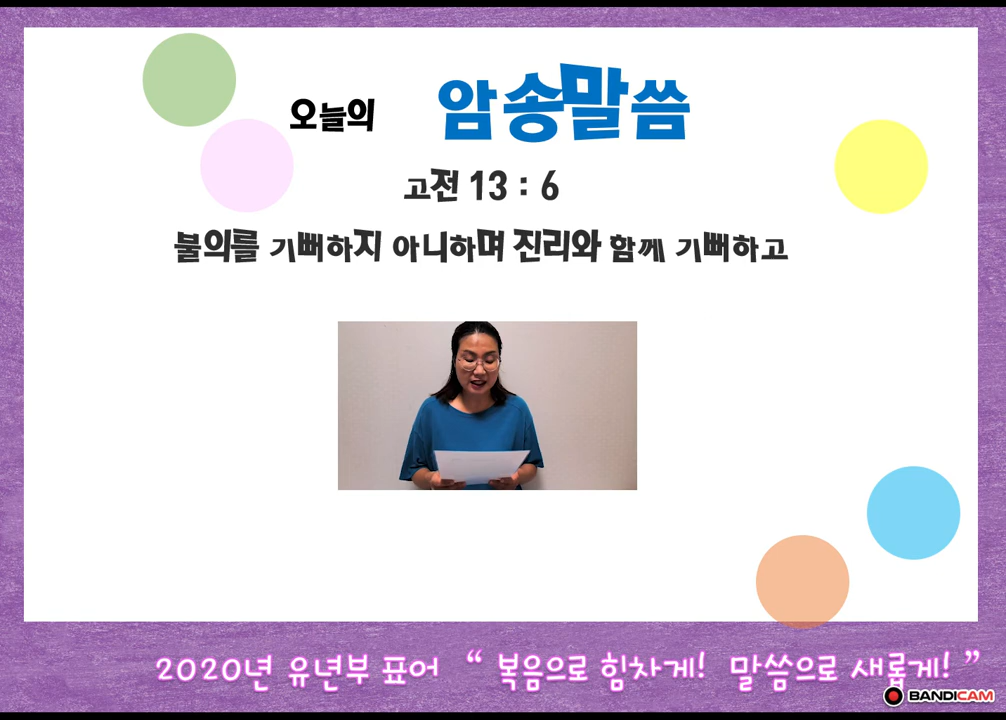 오늘의 암송말씀
고전 13 : 6
불의를 기뻐하지 아니하며 진리와 함께 기뻐하고
2020년 유년부 표어 “ 복음으로 힘차게! 말씀으로 새롭게! ”
BANDICAM